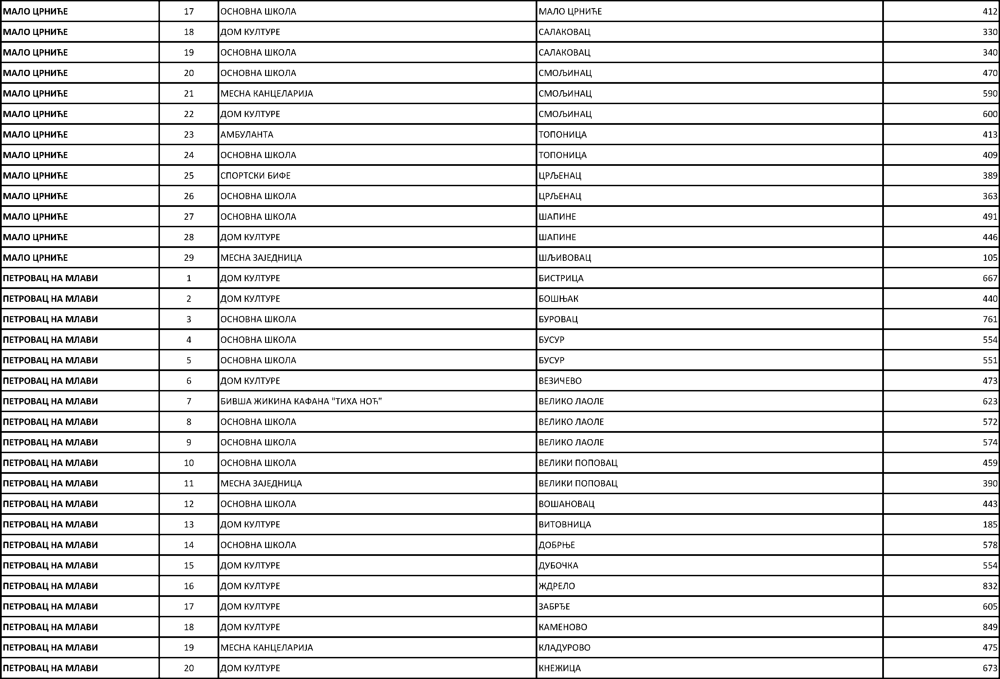 МАЛО ЦРНИЋЕ 17 ОСНОВНА ШКОЛА МАЛО ЦРНИЋЕ 412
МАЛО ЦРНИЋЕ 18 ДОМ КУЛТУРЕ САЛАКОВАЦ 330
МАЛО ЦРНИЋЕ 19 ОСНОВНА ШКОЛА САЛАКОВАЦ 340
МАЛО ЦРНИЋЕ 20 ОСНОВНА ШКОЛА СМОЉИНАЦ 470
МАЛО ЦРНИЋЕ 21 МЕСНА КАНЦЕЛАРИЈА СМОЉИНАЦ 590
МАЛО ЦРНИЋЕ 22 ДОМ КУЛТУРЕ СМОЉИНАЦ 600
МАЛО ЦРНИЋЕ 23 АМБУЛАНТА ТОПОНИЦА 413
МАЛО ЦРНИЋЕ 24 ОСНОВНА ШКОЛА ТОПОНИЦА 409
МАЛО ЦРНИЋЕ 25 СПОРТСКИ БИФЕ ЦРЉЕНАЦ 389
МАЛО ЦРНИЋЕ 26 ОСНОВНА ШКОЛА ЦРЉЕНАЦ 363
МАЛО ЦРНИЋЕ 27 ОСНОВНА ШКОЛА ШАПИНЕ 491
МАЛО ЦРНИЋЕ 28 ДОМ КУЛТУРЕ ШАПИНЕ 446
МАЛО ЦРНИЋЕ 29 МЕСНА ЗАЈЕДНИЦА ШЉИВОВАЦ 105
ПЕТРОВАЦ НА МЛАВИ 1 ДОМ КУЛТУРЕ БИСТРИЦА 667
ПЕТРОВАЦ НА МЛАВИ 2 ДОМ КУЛТУРЕ БОШЊАК 440
ПЕТРОВАЦ НА МЛАВИ 3 ОСНОВНА ШКОЛА БУРОВАЦ 761
ПЕТРОВАЦ НА МЛАВИ 4 ОСНОВНА ШКОЛА БУСУР 554
ПЕТРОВАЦ НА МЛАВИ 5 ОСНОВНА ШКОЛА БУСУР 551
ПЕТРОВАЦ НА МЛАВИ 6 ДОМ КУЛТУРЕ ВЕЗИЧЕВО 473
ПЕТРОВАЦ НА МЛАВИ 7 БИВША ЖИКИНА КАФАНА "ТИХА НОЋ" ВЕЛИКО ЛАОЛЕ 623
ПЕТРОВАЦ НА МЛАВИ 8 ОСНОВНА ШКОЛА ВЕЛИКО ЛАОЛЕ 572
ПЕТРОВАЦ НА МЛАВИ 9 ОСНОВНА ШКОЛА ВЕЛИКО ЛАОЛЕ 574
ПЕТРОВАЦ НА МЛАВИ 10 ОСНОВНА ШКОЛА ВЕЛИКИ ПОПОВАЦ 459
ПЕТРОВАЦ НА МЛАВИ 11 МЕСНА ЗАЈЕДНИЦА ВЕЛИКИ ПОПОВАЦ 390
ПЕТРОВАЦ НА МЛАВИ 12 ОСНОВНА ШКОЛА ВОШАНОВАЦ 443
ПЕТРОВАЦ НА МЛАВИ 13 ДОМ КУЛТУРЕ ВИТОВНИЦА 185
ПЕТРОВАЦ НА МЛАВИ 14 ОСНОВНА ШКОЛА ДОБРЊЕ 578
ПЕТРОВАЦ НА МЛАВИ 15 ДОМ КУЛТУРЕ ДУБОЧКА 554
ПЕТРОВАЦ НА МЛАВИ 16 ДОМ КУЛТУРЕ ЖДРЕЛО 832
ПЕТРОВАЦ НА МЛАВИ 17 ДОМ КУЛТУРЕ ЗАБРЂЕ 605
ПЕТРОВАЦ НА МЛАВИ 18 ДОМ КУЛТУРЕ КАМЕНОВО 849
ПЕТРОВАЦ НА МЛАВИ 19 МЕСНА КАНЦЕЛАРИЈА КЛАДУРОВО 475
ПЕТРОВАЦ НА МЛАВИ 20 ДОМ КУЛТУРЕ КНЕЖИЦА 673